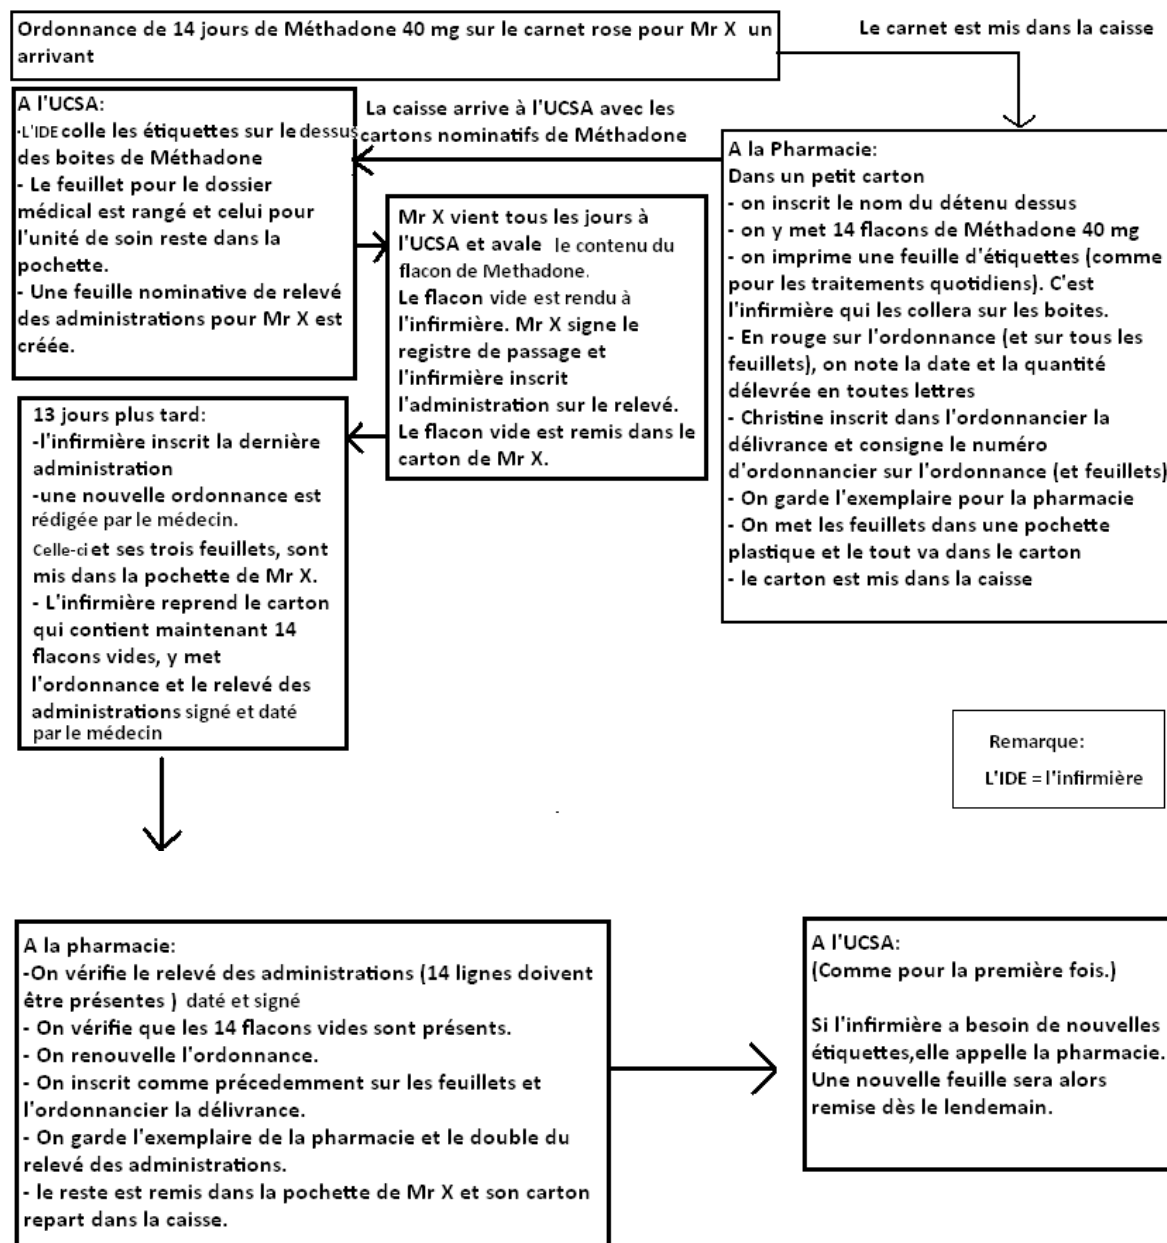 Ordonnance de 14 jours de Méthadone 40 mg sur le carnet rose pour Mr X un
arrivant
Le carnet est mis dans la caisse
La caisse arrive à l'UCSA avec les
cartons nominatifs de Méthadone
A la Pharmacie:
Dans un petit carton
- on inscrit le nom du détenu dessus
- on y met 14 flacons de Méthadone 40 mg
- on imprime une feuille d'étiquettes (comme
pour les traitements quotidiens). C'est
l'infirmière qui les collera sur les boites.
- En rouge sur l'ordonnance (et sur tous les
feuillets), on note la date et la quantité
délevrée en toutes lettres
- Christine inscrit dans l'ordonnancier la
délivrance et consigne le numéro
d'ordonnancier sur l'ordonnance (et feuillets)
- On garde l'exemplaire pour la pharmacie
- On met les feuillets dans une pochette
plastique et le tout va dans le carton
- le carton est mis dans la caisse
A l'UCSA:
-L'IDE colle les étiquettes sur le dessus
des boites de Méthadone
- Le feuillet pour le dossier
médical est rangé et celui pour
l'unité de soin reste dans la
pochette.
- Une feuille nominative de relevé
des administrations pour Mr X est
créée.
Mr X vient tous les jours à
l'UCSA et avale le contenu du
flacon de Methadone.
Le flacon vide est rendu à
l'infirmière. Mr X signe le
registre de passage et
l'infirmière inscrit
l'administration sur le relevé.
Le flacon vide est remis dans le
carton de Mr X.
13 jours plus tard:
-l'infirmière inscrit la dernière
administration
-une nouvelle ordonnance est
rédigée par le médecin.
Celle-ci et ses trois feuillets, sont
mis dans la pochette de Mr X.
- L'infirmière reprend le carton
qui contient maintenant 14
flacons vides, y met
l'ordonnance et le relevé des
administrations signé et daté
par le médecin
Remarque:
L'IDE = l'infirmière
A la pharmacie:
-On vérifie le relevé des administrations (14 lignes doivent
être présentes ) daté et signé
- On vérifie que les 14 flacons vides sont présents.
- On renouvelle l'ordonnance.
- On inscrit comme précedemment sur les feuillets et
l'ordonnancier la délivrance.
- On garde l'exemplaire de la pharmacie et le double du
relevé des administrations.
- le reste est remis dans la pochette de Mr X et son carton
repart dans la caisse.
A l'UCSA:
(Comme pour la première fois.)
Si l'infirmière a besoin de nouvelles
étiquettes,elle appelle la pharmacie.
Une nouvelle feuille sera alors
remise dès le lendemain.